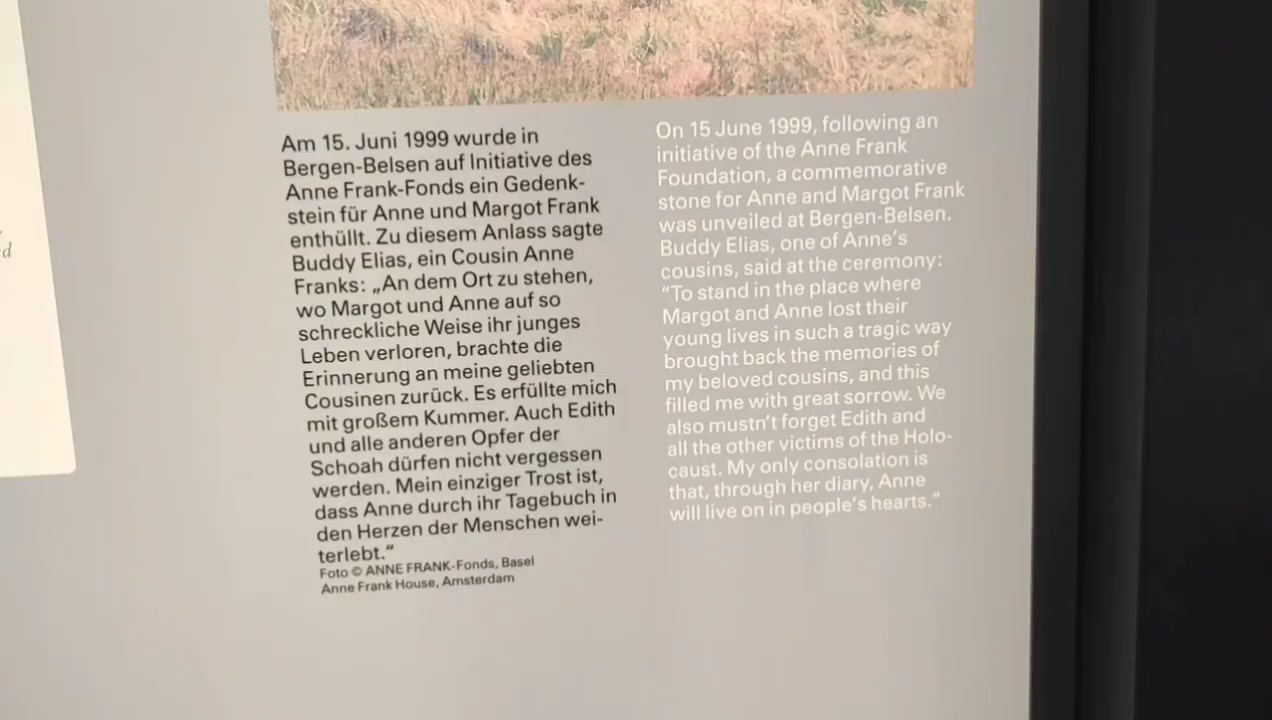 Am 15. Juni 1999 wurde in
Bergen-Belsen auf Initiative des
Anne Frank-Fonds ein Gedenk-
stein für Anne und Margot Frank
enthüllt. Zu diesem Anlass sagte
Buddy Elias, ein Cousin Anne
Franks: „An dem Ort zu stehen,
wo Margot und Anne auf so
schreckliche Weise ihr junges
Leben verloren, brachte die
Erinnerung an meine geliebten
Cousinen zurück. Es erfüllte mich
mit großem Kummer. Auch Edith
und alle anderen Opfer der
Schoah dürfen nicht vergessen
werden. Mein einziger Trost ist,
dass Anne durch ihr Tagebuch in
den Herzen der Menschen wei-
terlebt.“
Foto © ANNE FRANK-Fonds, Basel
Anne Frank House, Amsterdam
On 15 June 1999, following an
initiative of the Anne Frank
Foundation, a commemorative
stone for Anne and Margot Frank
was unveiled at Bergen-Belsen.
Buddy Elias, one of Anne’s
cousins, said at the ceremony:
“To stand in the place where
Margot and Anne lost their
young lives in such a tragic way
brought back the memories of
my beloved cousins, and this
filled me with great sorrow. We
also mustn’t forget Edith and
all the other victims of the Holo-
caust. My only consolation is
that, through her diary, Anne
will live on in people’s hearts.”